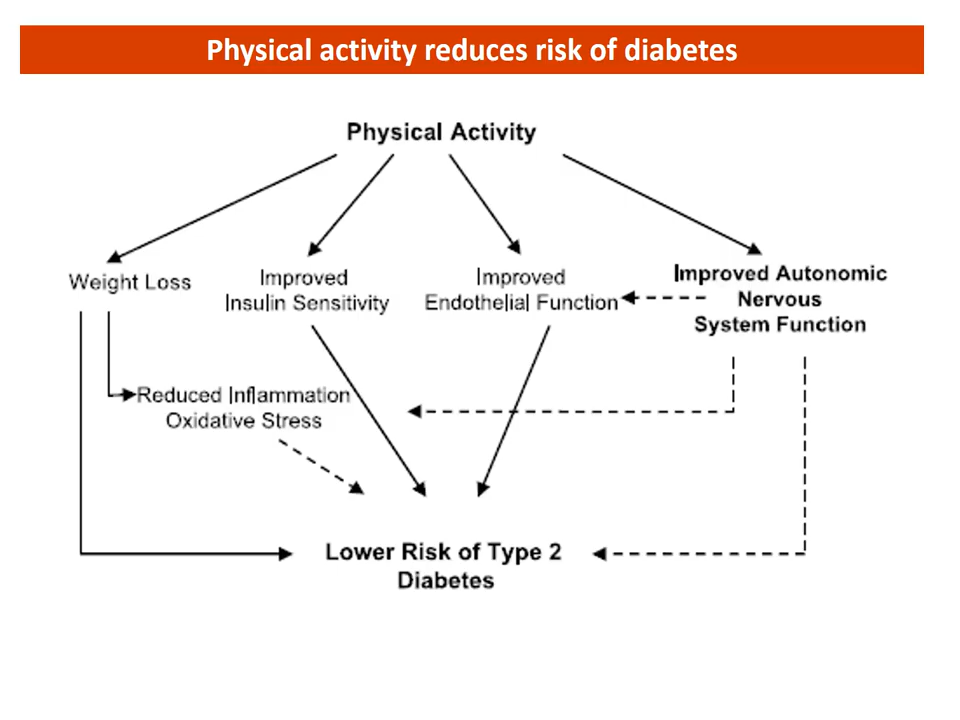 Physical activity reduces risk of diabetes
Physical Activity
Weight Loss
Improved
Insulin Sensitivity
Improved
Endothelial Function
Improved Autonomic
Nervous
System Function
Reduced Inflammation
Oxidative Stress
Lower Risk of Type 2
Diabetes